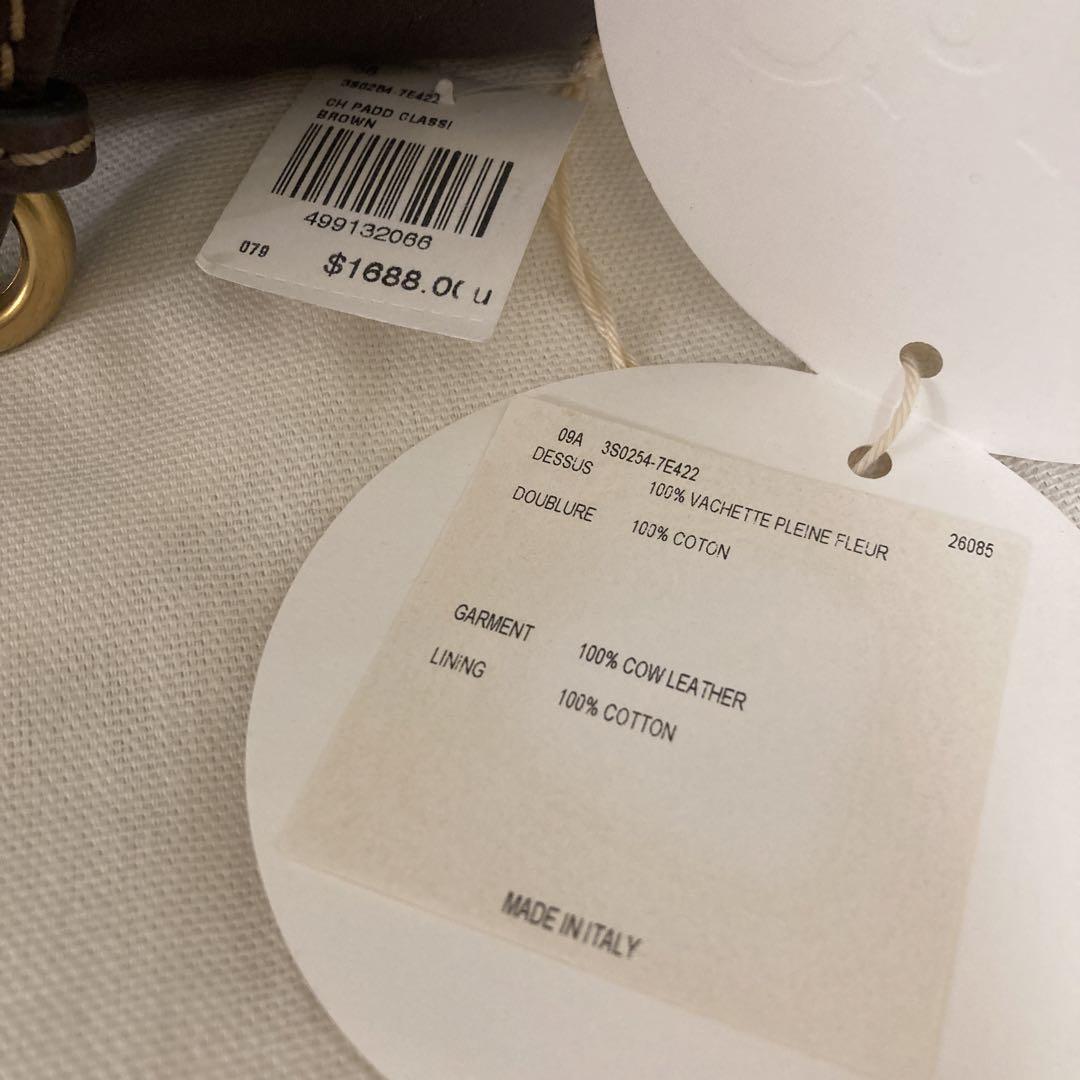 3S0254-7E422
CH PADD CLASSI
BROWN
499132066
079 $1688.00 u
09A 3S0254-7E422
DESSUS 100% VACHETTE PLEINE FLEUR 26085
DOUBLURE 100% COTON
GARMENT 100% COW LEATHER
LINING 100% COTTON
MADE IN ITALY